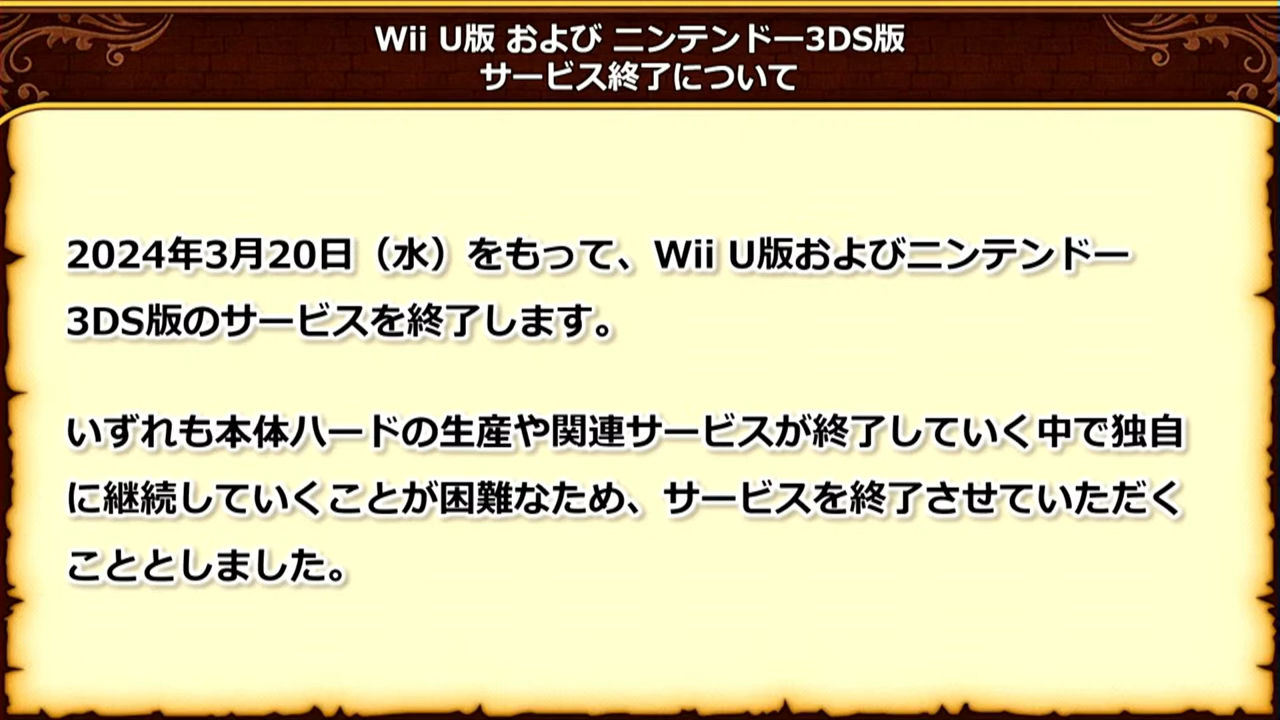 Wii U版 および ニンテンドー3DS版
サービス終了について
2024年3月20日（水）をもって、Wii U版およびニンテンドー
3DS版のサービスを終了します。
いずれも本体ハードの生産や関連サービスが終了していく中で独自
に継続していくことが困難なため、サービスを終了させていただく
こととしました。